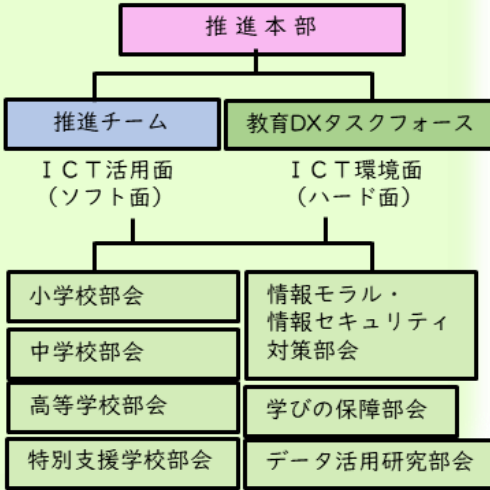 推進本部
推進チーム
教育DXタスクフォース
ＩＣＴ活用面
（ソフト面）
ＩＣＴ環境面
（ハード面）
小学校部会
中学校部会
高等学校部会
特別支援学校部会
情報モラル・
情報セキュリティ
対策部会
学びの保障部会
データ活用研究部会